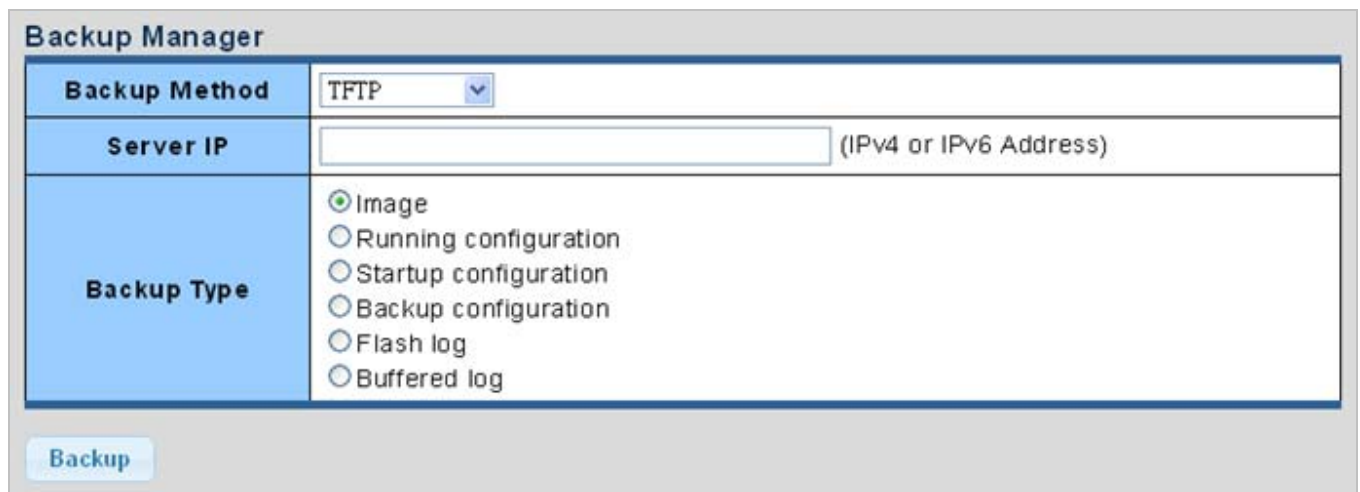 Backup Manager
Backup Method
TFTP
Server IP
(IPv4 or IPv6 Address)
Backup Type
Image
Running configuration
Startup configuration
Backup configuration
Flash log
Buffered log
Backup